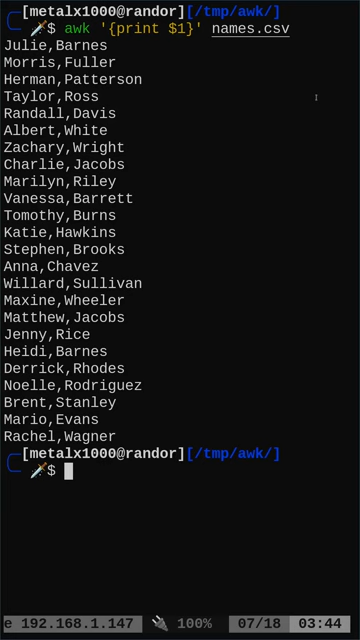 [metalx1000@randor][/tmp/awk/]
$ awk '{print $1}' names.csv
Julie,Barnes
Morris,Fuller
Herman,Patterson
Taylor,Ross
Randall,Davis
Albert,White
Zachary,Wright
Charlie,Jacobs
Marilyn,Riley
Vanessa,Barrett
Tomothy,Burns
Katie,Hawkins
Stephen,Brooks
Anna,Chavez
Willard,Sullivan
Maxine,Wheeler
Matthew,Jacobs
Jenny,Rice
Heidi,Barnes
Derrick,Rhodes
Noelle,Rodriguez
Brent,Stanley
Mario,Evans
Rachel,Wagner
[metalx1000@randor][/tmp/awk/]
$
e 192.168.1.147 100% 07/18 03:44